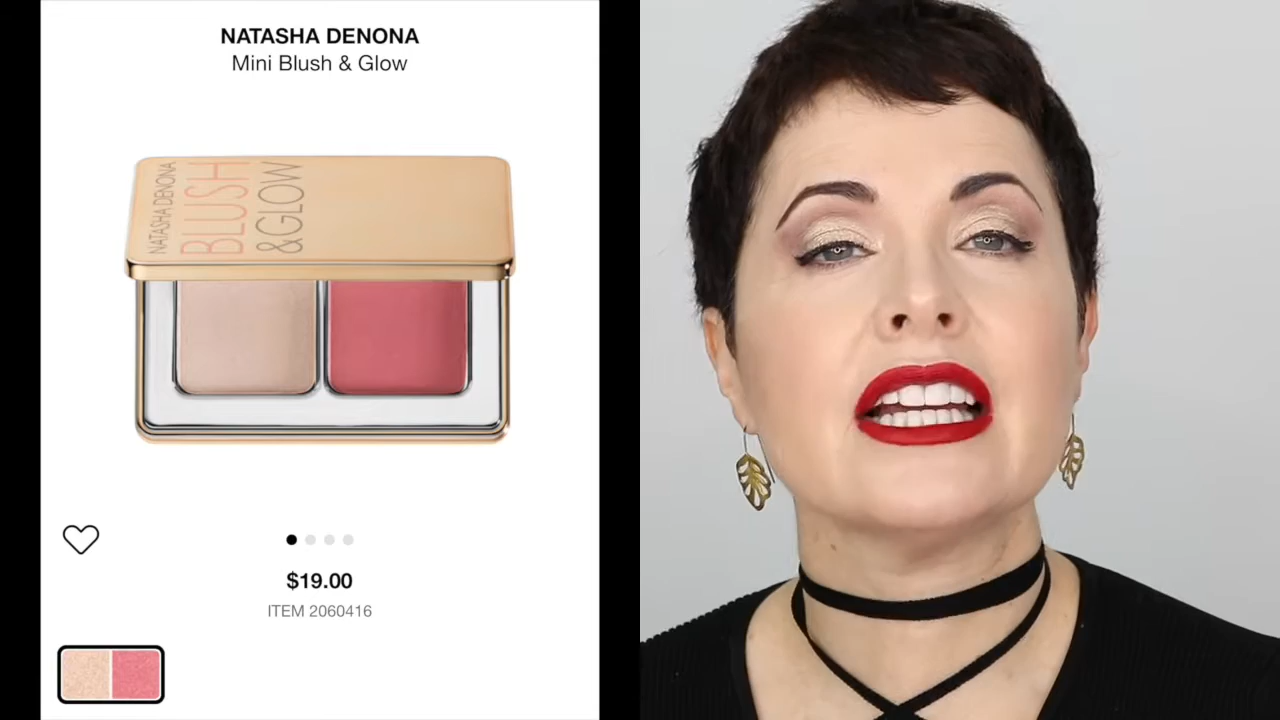 NATASHA DENONA
Mini Blush & Glow
NATASHA DENONA
BLUSH
&GLOW
$19.00
ITEM 2060416